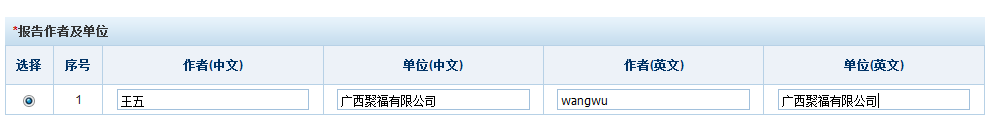 *报告作者及单位
选择 序号 作者(中文) 单位(中文) 作者(英文) 单位(英文)
1 王五 广西聚福有限公司 wangwu 广西聚福有限公司